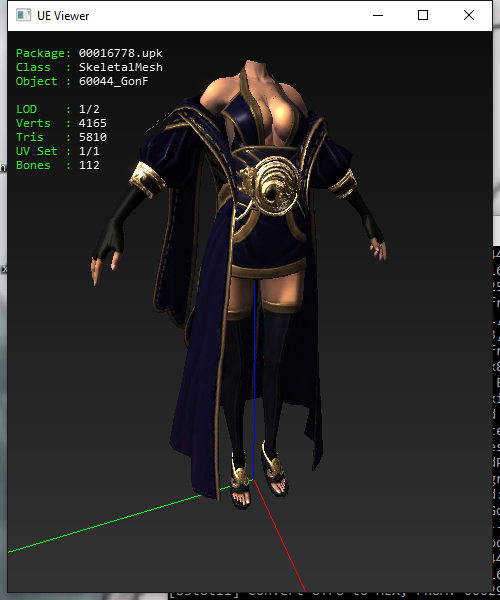 UE Viewer
Package: 00016778.upk
Class : SkeletalMesh
Object : 60044_GonF
LOD : 1/2
Verts : 4165
Tris : 5810
UV Set : 1/1
Bones : 112